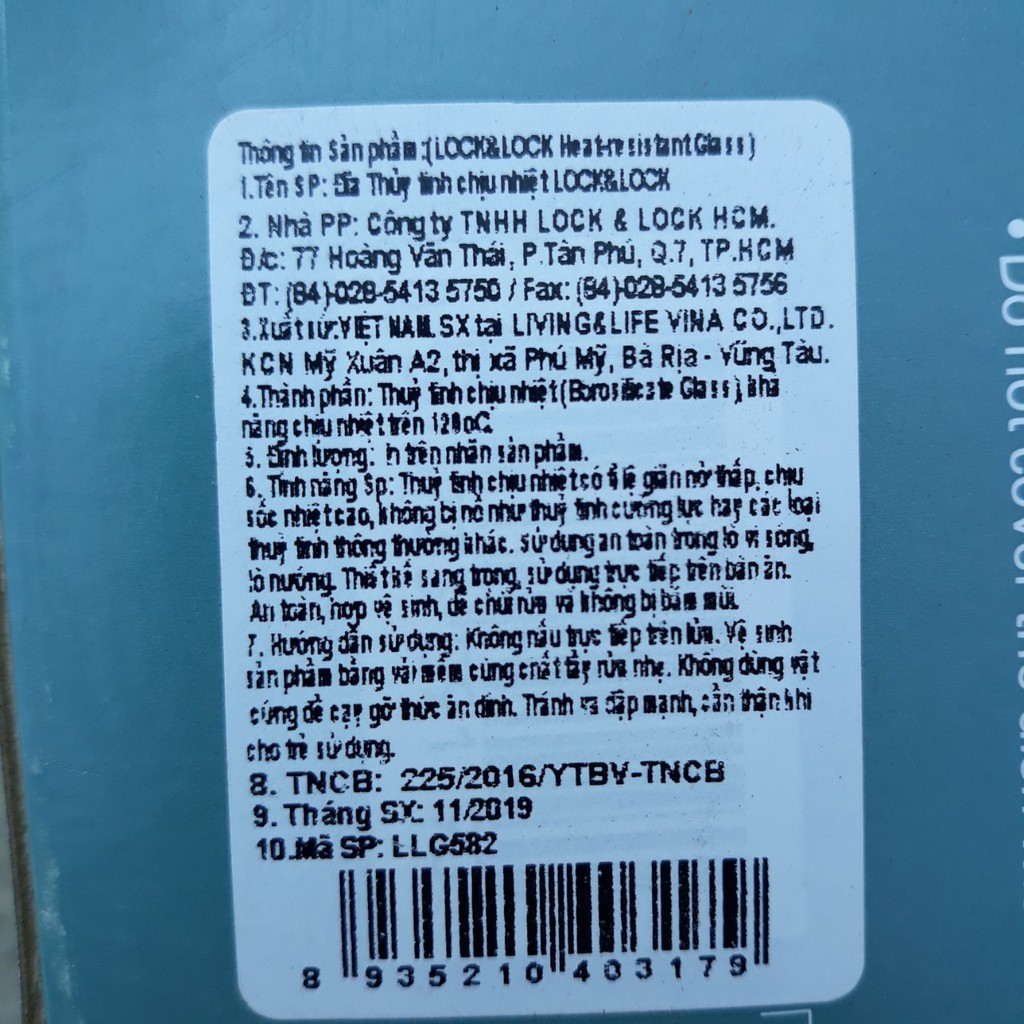 Thông tin Sản phẩm:(LOCK&LOCK Heat-resistant Glass)
1.Tên SP: Đĩa Thủy tinh chịu nhiệt LOCK&LOCK
2. Nhà PP: Công ty TNHH LOCK & LOCK HCM.
Đ/c: 77 Hoàng Văn Thái, P.Tân Phú, Q.7, TP.HCM
ĐT: (84)-028-5413 5750 / Fax: (84)-028-5413 5756
3.Xuất xứ:VIỆT NAM. SX tại LIVING&LIFE VINA CO.,LTD.
KCN Mỹ Xuân A2, thị xã Phú Mỹ, Bà Rịa - Vũng Tàu.
4.Thành phần: Thuỷ tinh chịu nhiệt (Borosilicate Glass), khả
năng chịu nhiệt trên 120oC.
5. Định lượng: In trên nhãn sản phẩm.
6. Tính năng Sp: Thuỷ tinh chịu nhiệt có tỉ lệ giãn nở thấp, chịu
sốc nhiệt cao, không bị nổ như thuỷ tinh cường lực hay các loại
thuỷ tinh thông thường khác. Sử dụng an toàn trong lò vi sóng,
lò nướng. Thiết kế sang trọng, sử dụng trực tiếp trên bàn ăn.
An toàn, hợp vệ sinh, dễ chùi rửa và không bị bám mùi.
7. Hướng dẫn sử dụng: Không nấu trực tiếp trên lửa. Vệ sinh
sản phẩm bằng vải mềm cùng chất tẩy rửa nhẹ. Không dùng vật
cứng để cạy gỡ thức ăn dính. Tránh va đập mạnh, cẩn thận khi
cho trẻ sử dụng.
8. TNCB: 225/2016/YTBV-TNCB
9. Tháng SX: 11/2019
10.Mã SP: LLG582
8 935210 403179
• Do not cover the